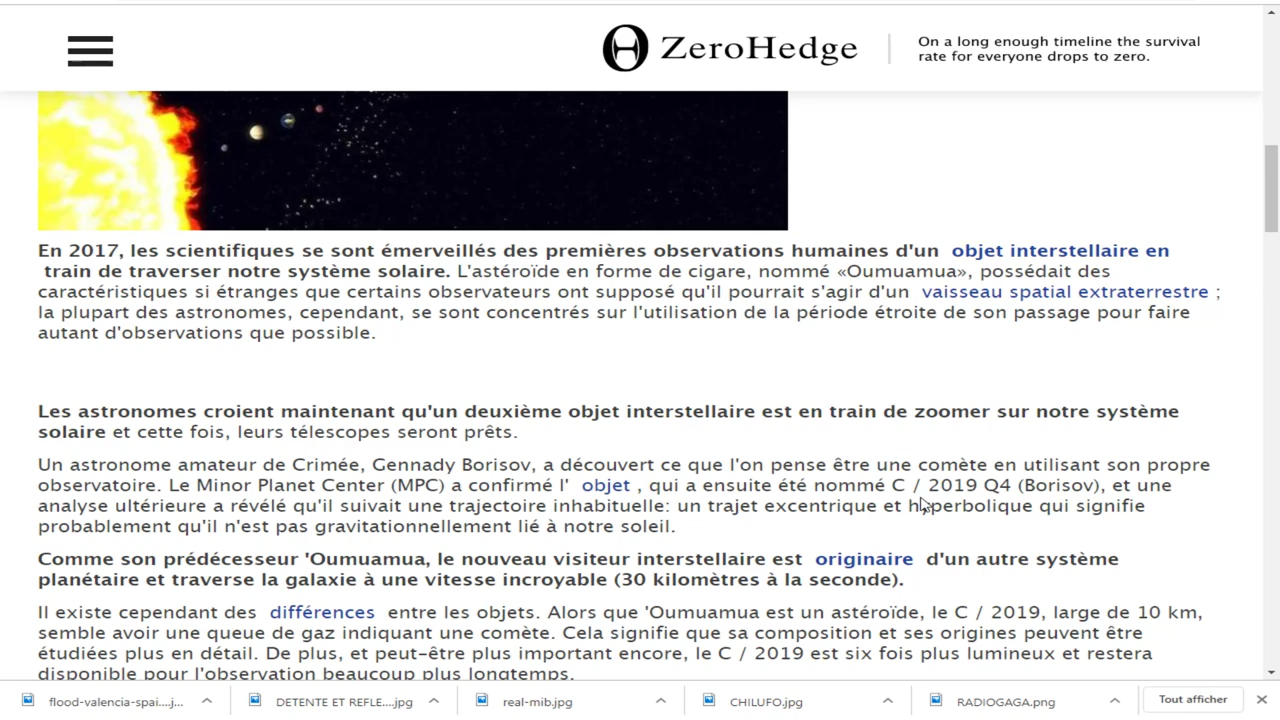 ZeroHedge
On a long enough timeline the survival
rate for everyone drops to zero.
En 2017, les scientifiques se sont émerveillés des premières observations humaines d'un objet interstellaire en
train de traverser notre système solaire. L'astéroïde en forme de cigare, nommé «Oumuamua», possédait des
caractéristiques si étranges que certains observateurs ont supposé qu'il pourrait s'agir d'un vaisseau spatial extraterrestre ;
la plupart des astronomes, cependant, se sont concentrés sur l'utilisation de la période étroite de son passage pour faire
autant d'observations que possible.
Les astronomes croient maintenant qu'un deuxième objet interstellaire est en train de zoomer sur notre système
solaire et cette fois, leurs télescopes seront prêts.
Un astronome amateur de Crimée, Gennady Borisov, a découvert ce que l'on pense être une comète en utilisant son propre
observatoire. Le Minor Planet Center (MPC) a confirmé l' objet , qui a ensuite été nommé C / 2019 Q4 (Borisov), et une
analyse ultérieure a révélé qu'il suivait une trajectoire inhabituelle: un trajet excentrique et hyperbolique qui signifie
probablement qu'il n'est pas gravitationnellement lié à notre soleil.
Comme son prédécesseur 'Oumuamua, le nouveau visiteur interstellaire est originaire d'un autre système
planétaire et traverse la galaxie à une vitesse incroyable (30 kilomètres à la seconde).
Il existe cependant des différences entre les objets. Alors que 'Oumuamua est un astéroïde, le C / 2019, large de 10 km,
semble avoir une queue de gaz indiquant une comète. Cela signifie que sa composition et ses origines peuvent être
étudiées plus en détail. De plus, et peut-être plus important encore, le C / 2019 est six fois plus lumineux et restera
disponible pour l'observation beaucoup plus longtemps.
flood-valencia-spai....j... DETENTE ET REFLE....jpg real-mib.jpg CHILUFO.jpg RADIOGAGA.png Tout afficher